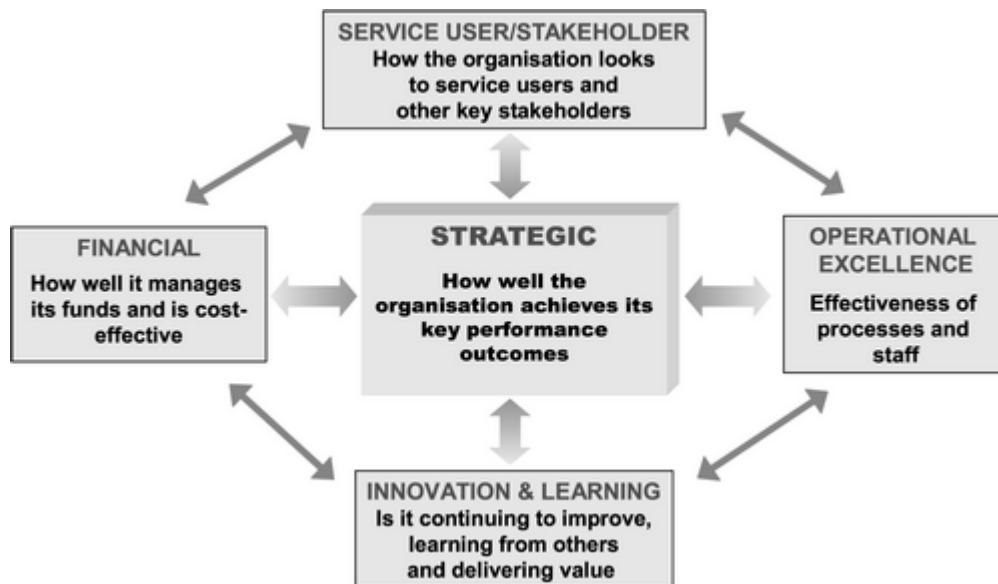 SERVICE USER/STAKEHOLDER
How the organisation looks
to service users and
other key stakeholders
FINANCIAL
How well it manages
its funds and is cost-
effective
STRATEGIC
How well the
organisation achieves its
key performance
outcomes
OPERATIONAL
EXCELLENCE
Effectiveness of
processes and
staff
INNOVATION & LEARNING
Is it continuing to improve,
learning from others
and delivering value